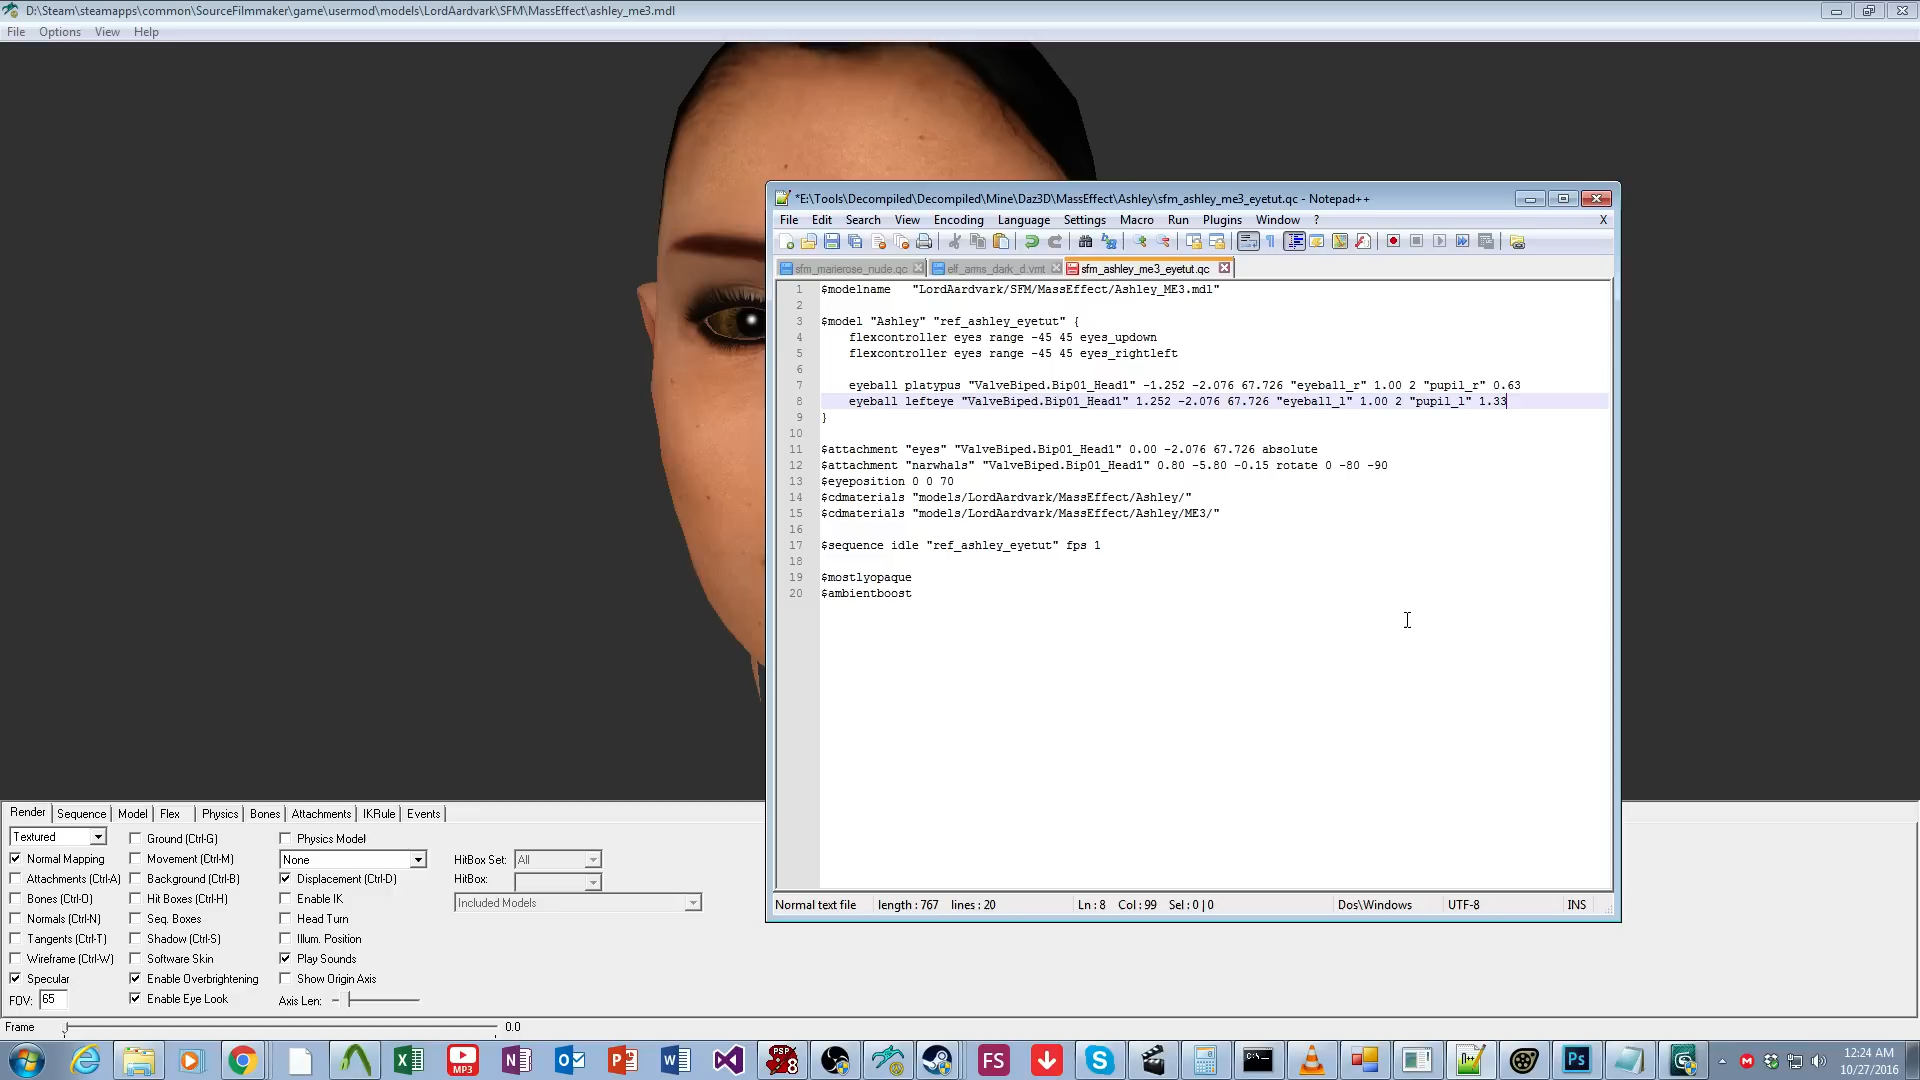 D:\Steam\steamapps\common\SourceFilmmaker\game\usermod\models\LordAardvark\SFM\MassEffect\ashley_me3.mdl
File Options View Help
*E:\Tools\Decompiled\Decompiled\Mine\Daz3D\MassEffect\Ashley\sfm_ashley_me3_eyetut.qc - Notepad++
File Edit Search View Encoding Language Settings Macro Run Plugins Window ? X
sfm_marierose_nude.qc elf_arms_dark_d.vmt sfm_ashley_me3_eyetut.qc
1 $modelname "LordAardvark/SFM/MassEffect/Ashley_ME3.mdl"
2
3 $model "Ashley" "ref_ashley_eyetut" {
4 flexcontroller eyes range -45 45 eyes_updown
5 flexcontroller eyes range -45 45 eyes_rightleft
6
7 eyeball platypus "ValveBiped.Bip01_Head1" -1.252 -2.076 67.726 "eyeball_r" 1.00 2 "pupil_r" 0.63
8 eyeball lefteye "ValveBiped.Bip01_Head1" 1.252 -2.076 67.726 "eyeball_l" 1.00 2 "pupil_l" 1.33
9 }
10
11 $attachment "eyes" "ValveBiped.Bip01_Head1" 0.00 -2.076 67.726 absolute
12 $attachment "narwhals" "ValveBiped.Bip01_Head1" 0.80 -5.80 -0.15 rotate 0 -80 -90
13 $eyeposition 0 0 70
14 $cdmaterials "models/LordAardvark/MassEffect/Ashley/"
15 $cdmaterials "models/LordAardvark/MassEffect/Ashley/ME3/"
16
17 $sequence idle "ref_ashley_eyetut" fps 1
18
19 $mostlyopaque
20 $ambientboost
Normal text file length : 767 lines : 20 Ln : 8 Col : 99 Sel : 0 | 0 Dos\Windows UTF-8 INS
Render Sequence Model Flex Physics Bones Attachments IKRule Events
Textured Ground (Ctrl-G) Physics Model
Normal Mapping Movement (Ctrl-M) None HitBox Set: All
Attachments (Ctrl-A) Background (Ctrl-B) Displacement (Ctrl-D) HitBox:
Bones (Ctrl-O) Hit Boxes (Ctrl-H) Enable IK Included Models
Normals (Ctrl-N) Seq. Boxes Head Turn
Tangents (Ctrl-T) Shadow (Ctrl-S) Illum. Position
Wireframe (Ctrl-W) Software Skin Play Sounds
Specular Enable Overbrightening Show Origin Axis
FOV: 65 Enable Eye Look Axis Len:
Frame 0.0
MP3 PSP 8 FS Ps 12:24 AM
10/27/2016